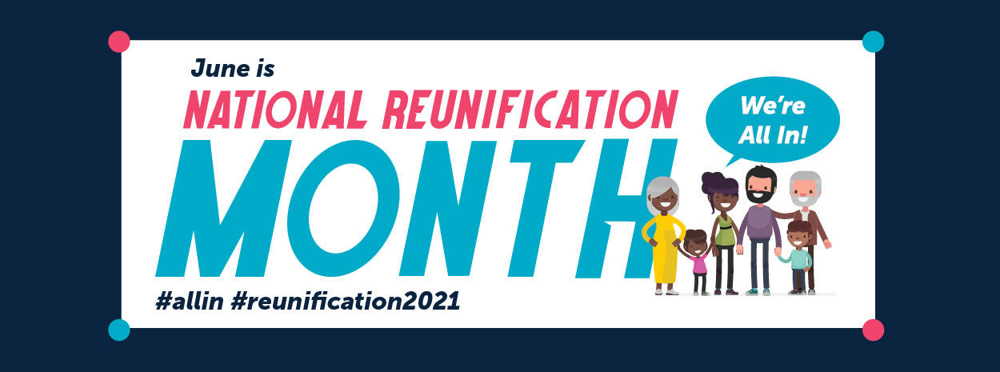 June is
NATIONAL REUNIFICATION
MONTH
We're
All In!
#allin #reunification2021